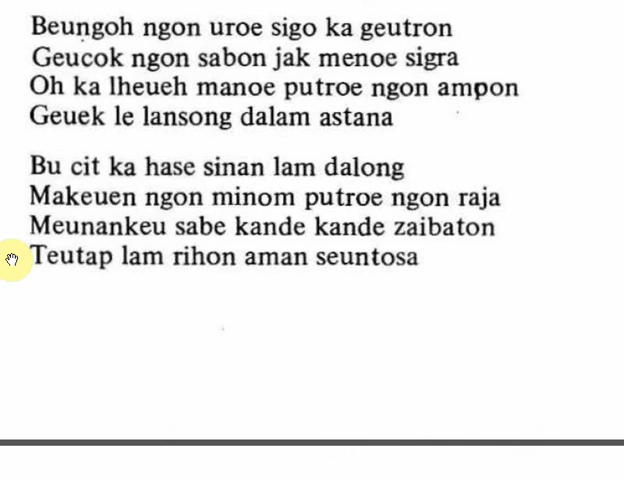 Beungoh ngon uroe sigo ka geutron
Geucok ngon sabon jak menoe sigra
Oh ka lheueh manoe putroe ngon ampon
Geuek le lansong dalam astana
Bu cit ka hase sinan lam dalong
Makeuen ngon minom putroe ngon raja
Meunankeu sabe kande kande zaibaton
Teutap lam rihon aman seuntosa